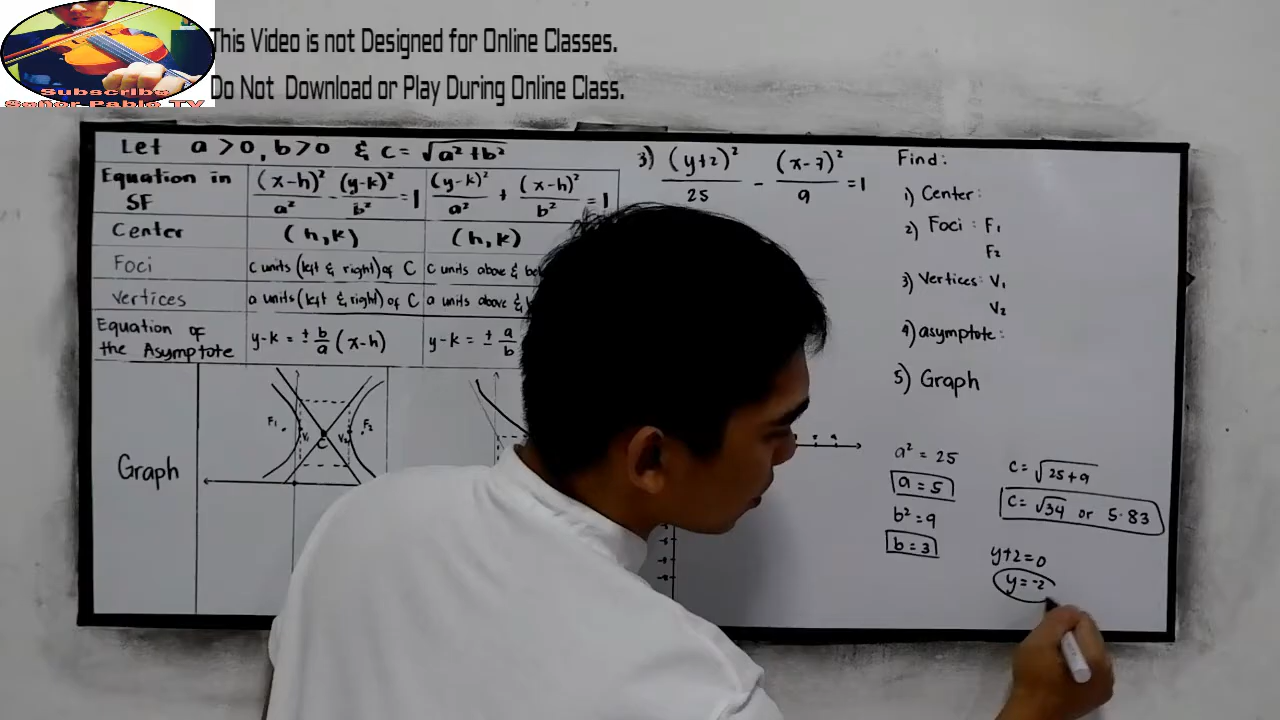 Subscribe
Señor Pablo TV
This Video is not Designed for Online Classes.
Do Not Download or Play During Online Class.
Let a > 0, b > 0 & c = √a² + b²
Equation in SF
(x-h)²/a² - (y-k)²/b² = 1
(y-k)²/a² + (x-h)²/b² = 1
Center
(h, k)
(h, k)
Foci
c units (left & right) of C
c units above &
Vertices
a units (left & right) of C
a units above &
Equation of the Asymptote
y-k = ± b/a (x-h)
y-k = ± a/b
Graph
F₁
V₁
C
V₂
F₂
3) (y+2)²/25 - (x-7)²/9 = 1
Find:
1) Center:
2) Foci : F₁
F₂
3) Vertices: V₁
V₂
4) asymptote:
5) Graph
a² = 25
a = 5
b² = 9
b = 3
c = √25+9
c = √34 or 5.83
y+2=0
y = -2